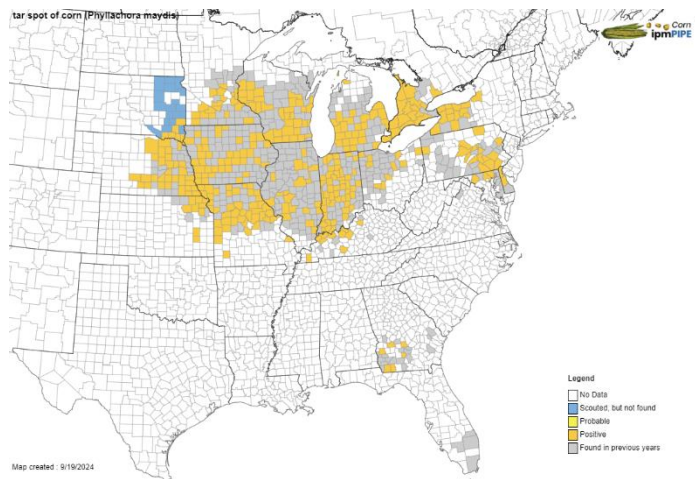 tar spot of corn (Phyllachora maydis)
Corn
ipmPIPE
Legend
No Data
Scouted, but not found
Probable
Positive
Found in previous years
Map created : 9/19/2024